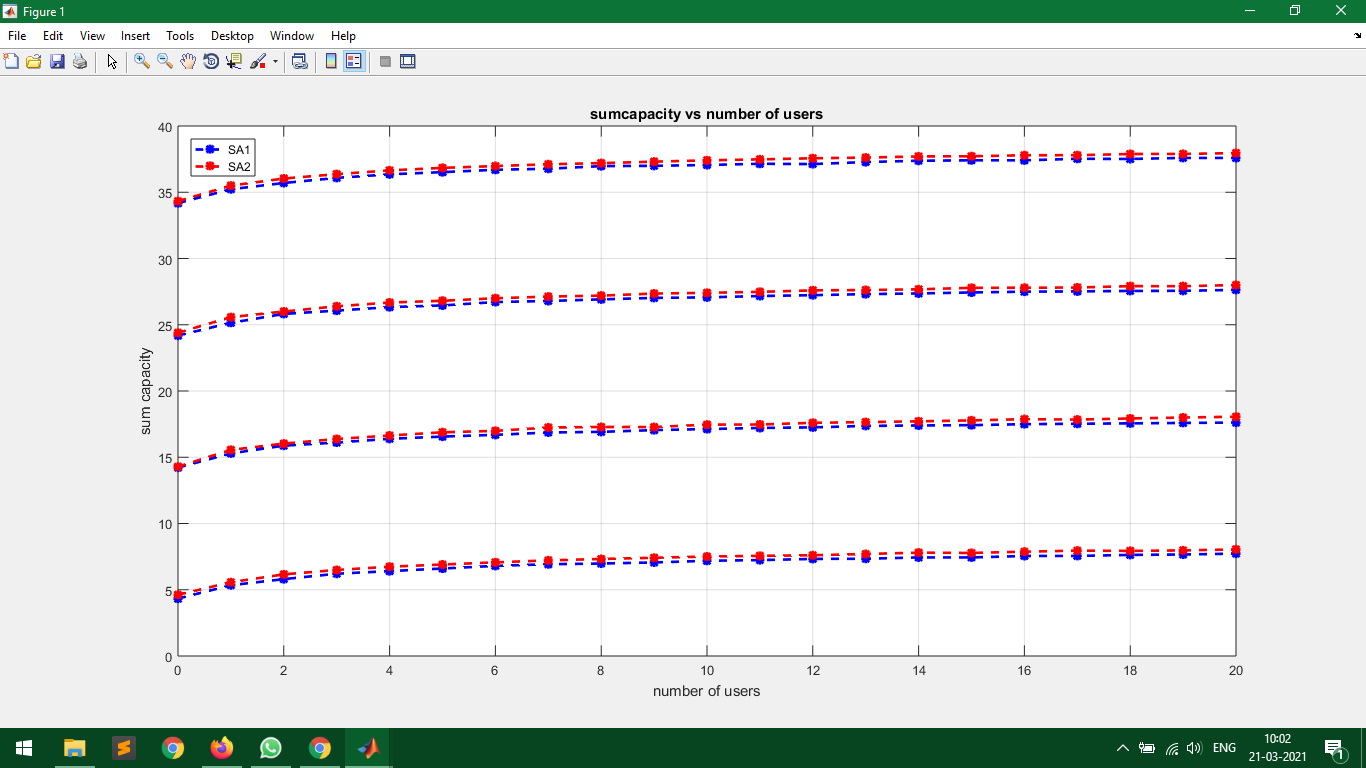 Figure 1
File Edit View Insert Tools Desktop Window Help
sumcapacity vs number of users
SA1
SA2
40
35
30
25
20
15
10
5
0
sum capacity
0 2 4 6 8 10 12 14 16 18 20
number of users
ENG
10:02
21-03-2021
1